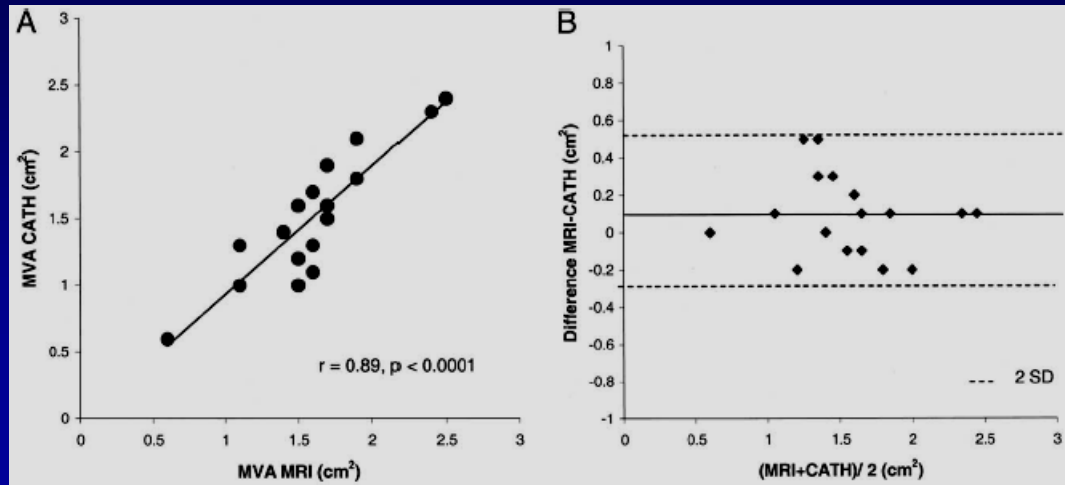 A
3
2.5
2
1.5
1
0.5
0
MVA CATH (cm²)
r = 0.89, p < 0.0001
0 0.5 1 1.5 2 2.5 3
MVA MRI (cm²)
B
1
0.8
0.6
0.4
0.2
0
-0.2
-0.4
-0.6
-0.8
-1
Difference MRI-CATH (cm²)
2 SD
0 0.5 1 1.5 2 2.5 3
(MRI+CATH)/ 2 (cm²)